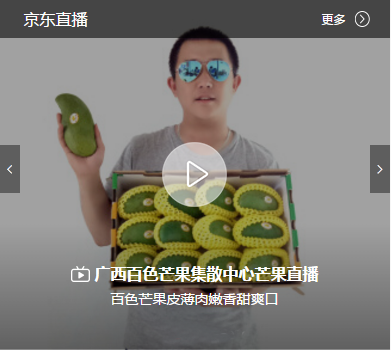 京东直播
更多
广西百色芒果集散中心芒果直播
百色芒果皮薄肉嫩香甜爽口